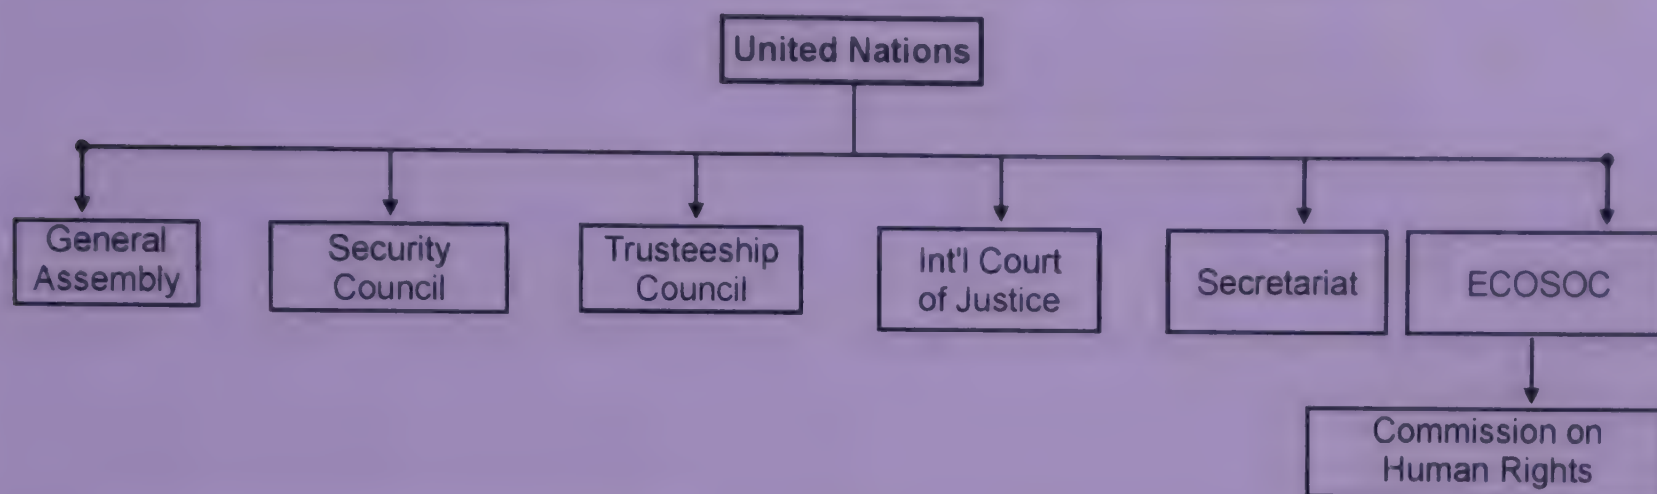 United Nations
General
Assembly
Security
Council
Trusteeship
Council
Int'l Court
of Justice
Secretariat
ECOSOC
Commission on
Human Rights